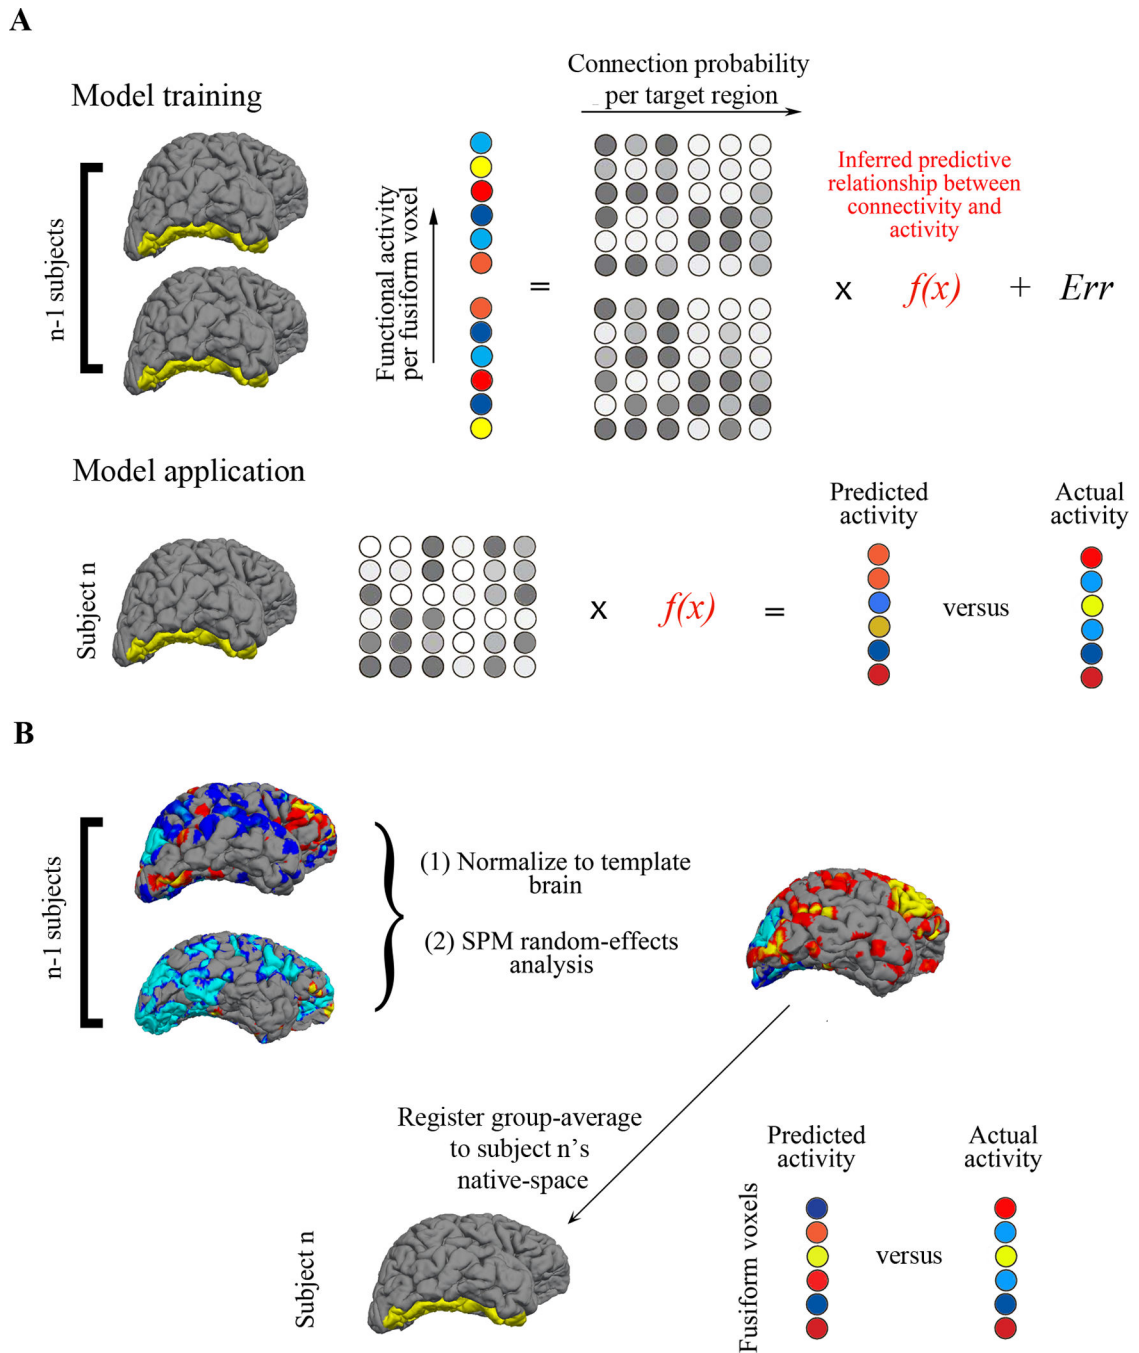 A
Model training
n-1 subjects
Functional activity
per fusiform voxel
=
Connection probability
per target region
Inferred predictive
relationship between
connectivity and
activity
x f(x) + Err
Model application
Subject n
x f(x) =
Predicted
activity
versus
Actual
activity
B
n-1 subjects
(1) Normalize to template
brain
(2) SPM random-effects
analysis
Register group-average
to subject n’s
native-space
Subject n
Fusiform voxels
Predicted
activity
versus
Actual
activity